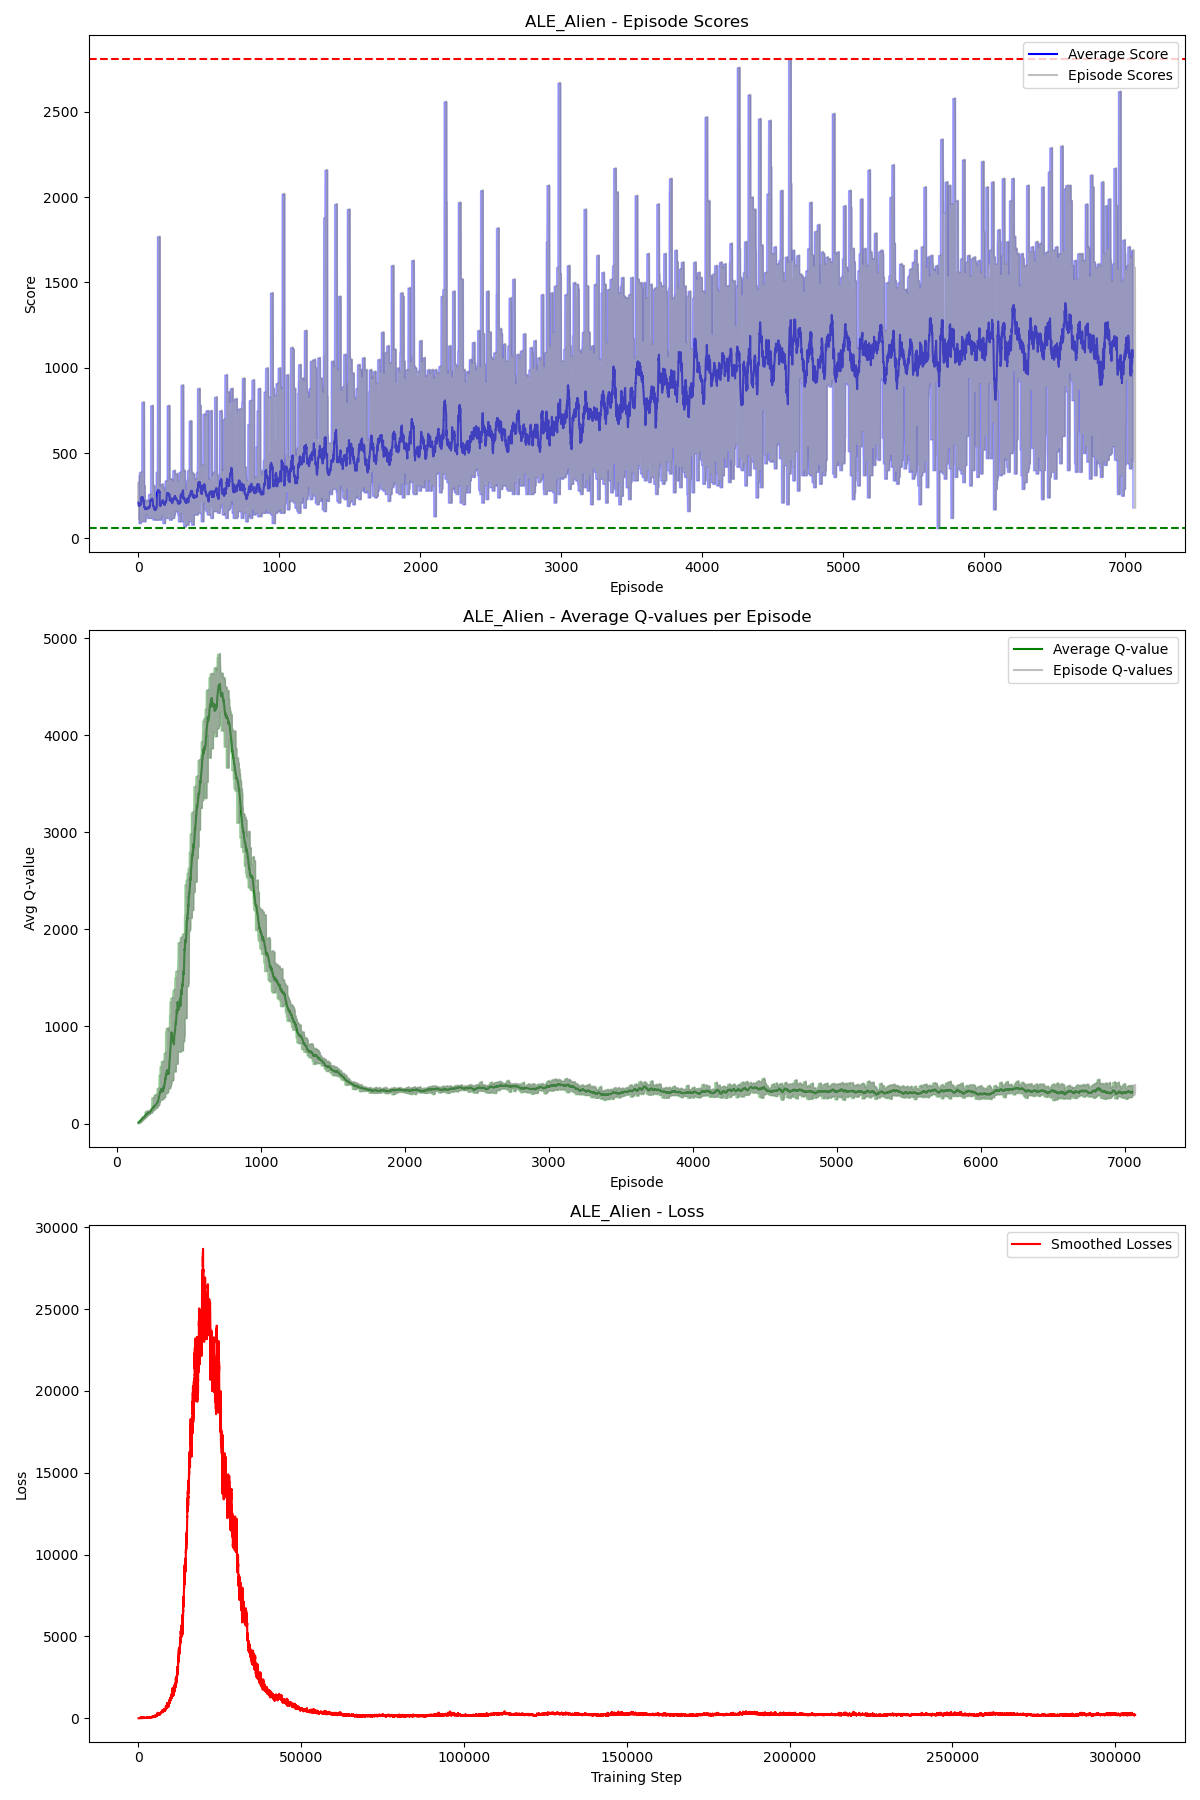 ALE_Alien - Episode Scores
Average Score
Episode Scores
2500
2000
1500
1000
500
0
Score
0 1000 2000 3000 4000 5000 6000 7000
Episode
ALE_Alien - Average Q-values per Episode
Average Q-value
Episode Q-values
5000
4000
3000
2000
1000
0
Avg Q-value
0 1000 2000 3000 4000 5000 6000 7000
Episode
ALE_Alien - Loss
Smoothed Losses
30000
25000
20000
15000
10000
5000
0
Loss
0 50000 100000 150000 200000 250000 300000
Training Step